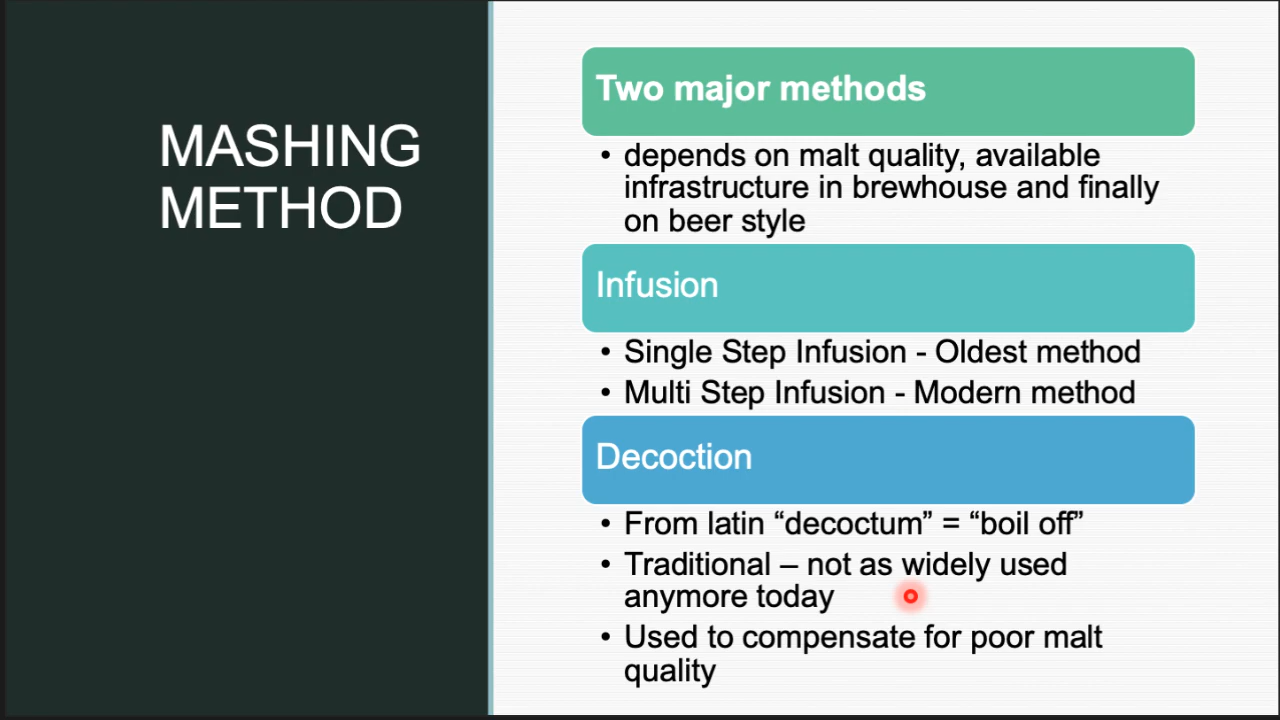 MASHING
METHOD
Two major methods
• depends on malt quality, available
infrastructure in brewhouse and finally
on beer style
Infusion
• Single Step Infusion - Oldest method
• Multi Step Infusion - Modern method
Decoction
• From latin “decoctum” = “boil off”
• Traditional – not as widely used
anymore today
• Used to compensate for poor malt
quality